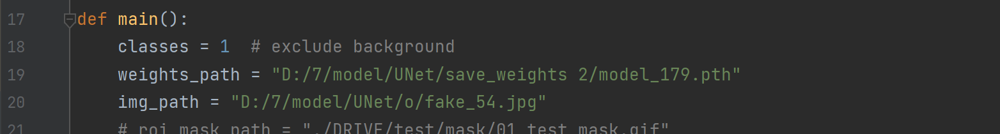 17 def main():
18 classes = 1  # exclude background
19 weights_path = "D:/7/model/UNet/save_weights 2/model_179.pth"
20 img_path = "D:/7/model/UNet/o/fake_54.jpg"
21 # roi_mask_path = "./DRIVE/test/mask/01_test_mask.gif"